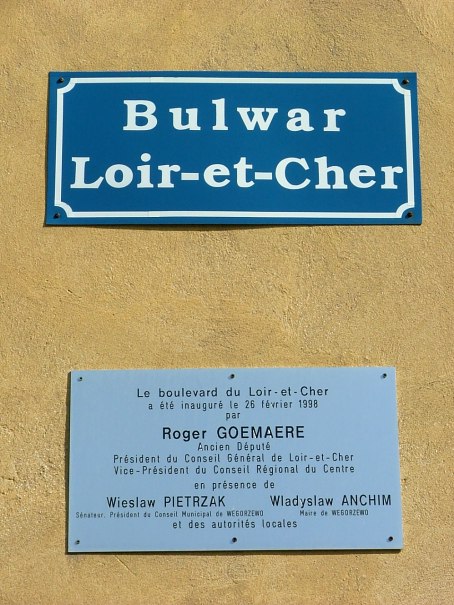 Bulwar
Loir-et-Cher
Le boulevard du Loir-et-Cher
a été inauguré le 26 février 1998
par
Roger GOEMAERE
Ancien Député
Président du Conseil Général de Loir-et-Cher
Vice-Président du Conseil Régional du Centre
en présence de
Wieslaw PIETRZAK Wladyslaw ANCHIM
Sénateur, Président du Conseil Municipal de WEGORZEWO Maire de WEGORZEWO
et des autorités locales